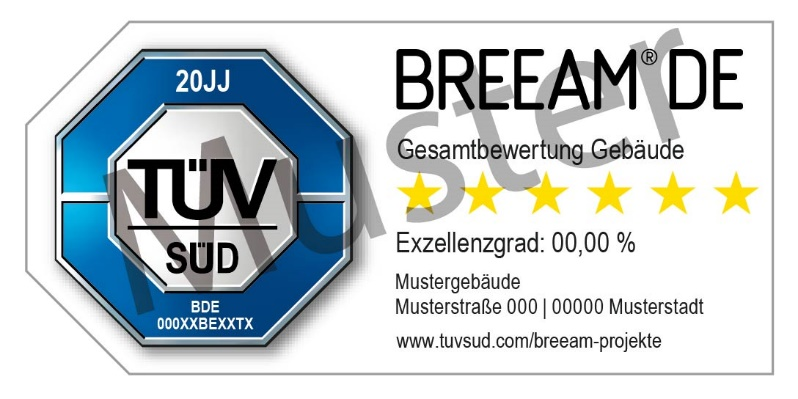 20JJ
TÜV
SÜD
BDE
000XXBEXXTX
BREEAM® DE
Gesamtbewertung Gebäude
Exzellenzgrad: 00,00 %
Mustergebäude
Musterstraße 000 | 00000 Musterstadt
www.tuvsud.com/breeam-projekte
Muster